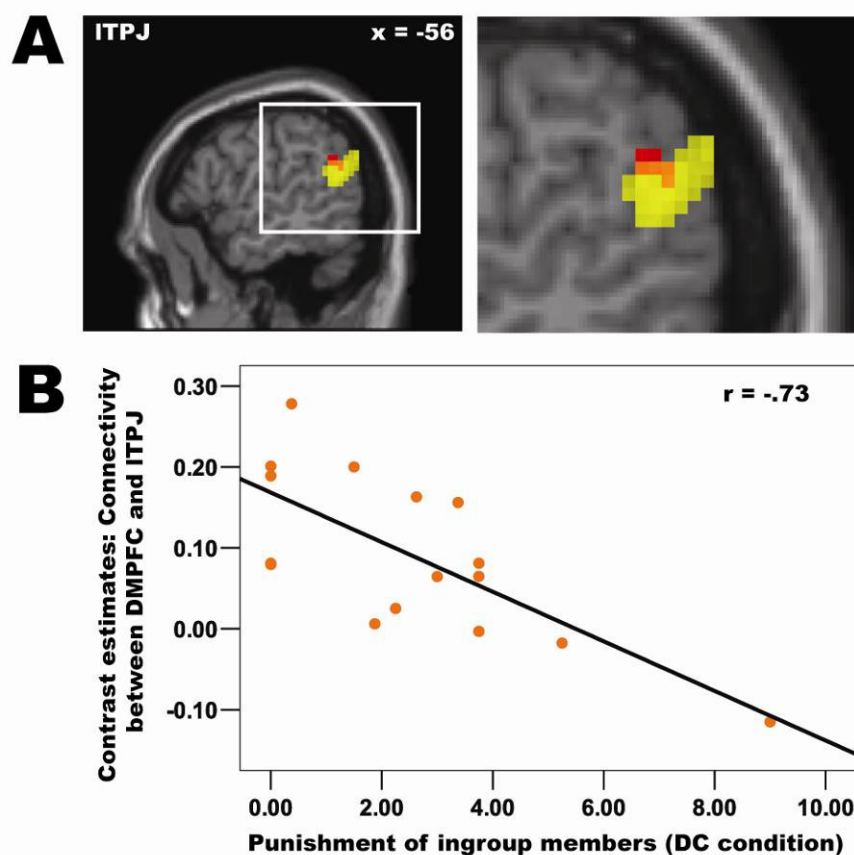 A
lTPJ
x = -56
B
Contrast estimates: Connectivity
between DMPFC and lTPJ
0.30
0.20
0.10
0.00
-0.10
r = -.73
0.00 2.00 4.00 6.00 8.00 10.00
Punishment of ingroup members (DC condition)